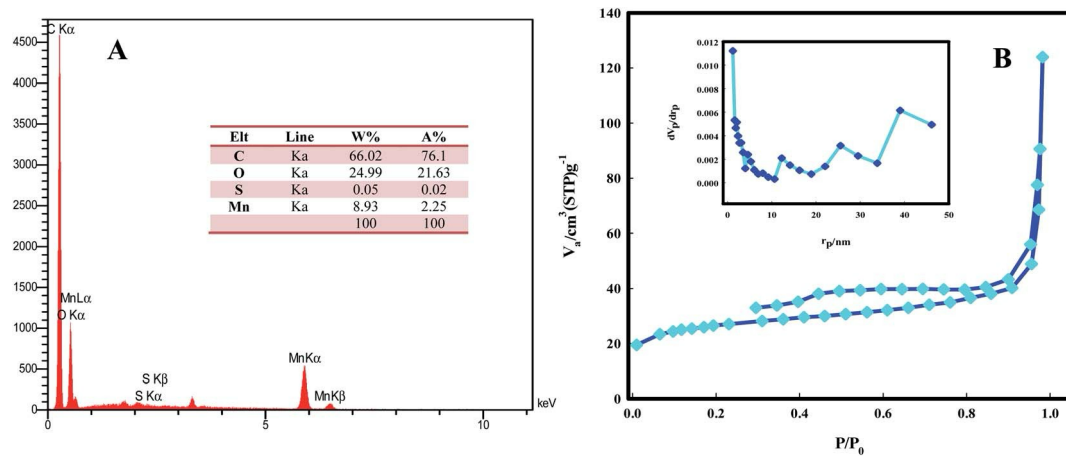 A
C Kα
4500
4000
3500
3000
2500
2000
1500
1000
500
0
MnLα
O Kα
S Kβ
S Kα
MnKα
MnKβ
keV
0
5
10
Elt Line W% A%
C Ka 66.02 76.1
O Ka 24.99 21.63
S Ka 0.05 0.02
Mn Ka 8.93 2.25
100 100
B
Va/cm3 (STP)g-1
140
120
100
80
60
40
20
0
0.0 0.2 0.4 0.6 0.8 1.0
P/P0
dVp/drp
0.012
0.010
0.008
0.006
0.004
0.002
0.000
0 10 20 30 40 50
rp/nm